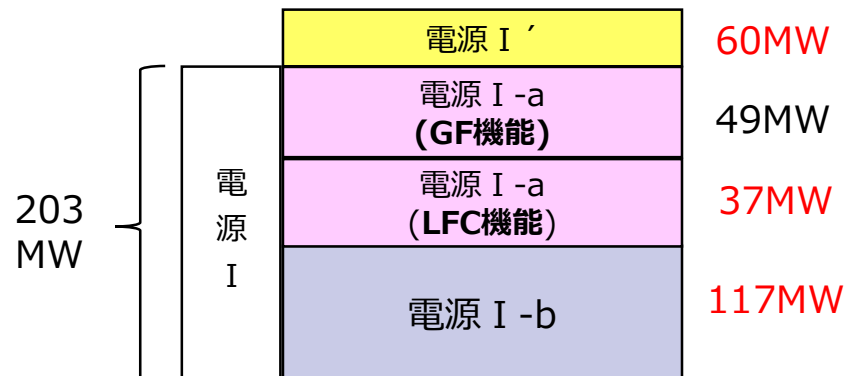 電源Ⅰ´
60MW
電源Ⅰ-a
(GF機能)
49MW
電源Ⅰ-a
(LFC機能)
37MW
電源Ⅰ-b
117MW
電
源
Ⅰ
203
MW